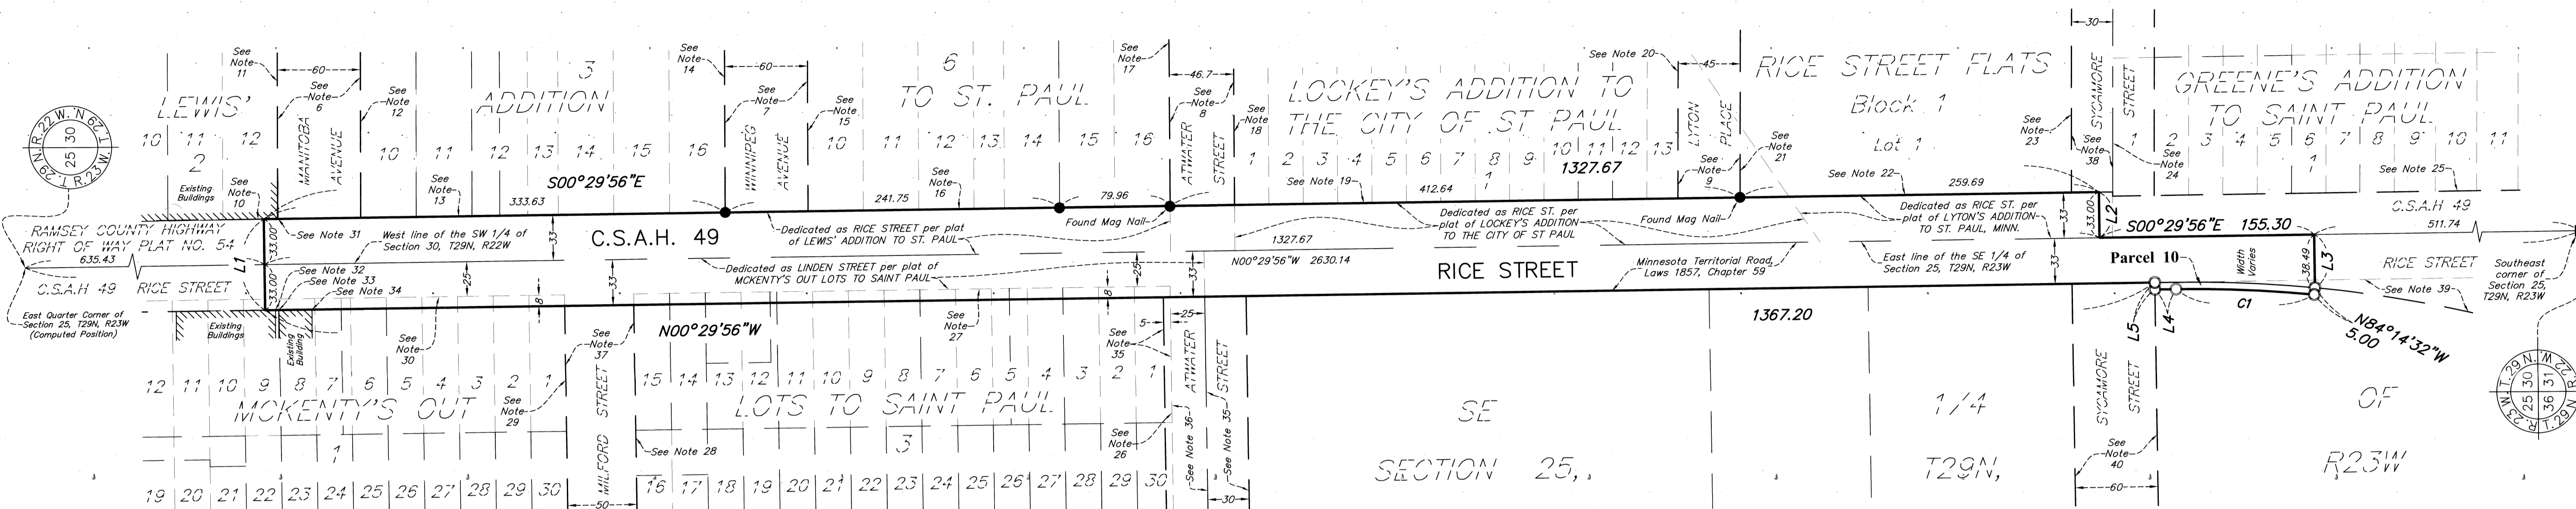 See
Note
11
60
See
Note
6
See
Note
12
3
LEWIS'
ADDITION
10 11 12
2
Existing
Buildings
See
Note
10
MANITOBA
AVENUE
10 11 12 13 14 15 16
See
Note
13
S00°29'56"E
333.63
See
Note
14
60
See
Note
7
See
Note
15
6
TO ST. PAUL
WINNIPEG
AVENUE
10 11 12 13 14 15 16
See
Note
16
241.75
79.96
See
Note
17
46.7
See
Note
8
See
Note
18
ATWATER
STREET
LOCKEY'S ADDITION TO
THE CITY OF ST PAUL
1 2 3 4 5 6 7 8 9 10 11 12 13
1
See Note 19
412.64
1327.67
See Note 20
45
LYTON
PLACE
See
Note
9
See
Note
21
RICE STREET FLATS
Block 1
Lot 1
See Note 22
259.69
See
Note
23
30
SYCAMORE
STREET
See
Note
38
See
Note
24
GREENE'S ADDITION
TO SAINT PAUL
1 2 3 4 5 6 7 8 9 10 11
1
See Note 25
T.29N.R.22W.
25 30
T.29N.R.23W.
RAMSEY COUNTY HIGHWAY
RIGHT OF WAY PLAT NO. 54
635.43
C.S.A.H 49 RICE STREET
East Quarter Corner of
Section 25, T29N, R23W
(Computed Position)
L1
33.00
33.00
See Note 31
West line of the SW 1/4 of
Section 30, T29N, R22W
See Note 32
See Note 33
See Note 34
33
25
8
33
C.S.A.H. 49
Dedicated as RICE STREET per plat
of LEWIS' ADDITION TO ST. PAUL
Found Mag Nail
Dedicated as LINDEN STREET per plat of
MCKENTY'S OUT LOTS TO SAINT PAUL
25
8
33
1327.67
N00°29'56"W 2630.14
Dedicated as RICE ST. per
plat of LOCKEY'S ADDITION
TO THE CITY OF ST PAUL
Found Mag Nail
RICE STREET
Minnesota Territorial Road,
Laws 1857, Chapter 59
Dedicated as RICE ST. per
plat of LYTON'S ADDITION
TO ST. PAUL, MINN.
East line of the SE 1/4 of
Section 25, T29N, R23W
33
33
33.00
L2
S00°29'56"E 155.30
C.S.A.H 49
511.74
Parcel 10
Width
Varies
38.49
L3
RICE STREET
See Note 39
Southeast
corner of
Section 25,
T29N, R23W
L5
L4
C1
N84°14'32"W
5.00
Existing
Buildings
Existing
Building
See
Note
30
N00°29'56"W
See
Note
37
See
Note
27
5
25
See
Note
35
1367.20
12 11 10 9 8 7 6 5 4 3 2 1
MCKENTY'S OUT
See
Note
29
1
MILFORD STREET
15 14 13 12 11 10 9 8 7 6 5 4 3 2 1
LOTS TO SAINT PAUL
See Note 28
3
See
Note
26
ATWATER
STREET
See Note 36
See Note 35
19 20 21 22 23 24 25 26 27 28 29 30
50
16 17 18 19 20 21 22 23 24 25 26 27 28 29 30
30
SE
1/4
OF
SECTION 25,
T29N,
R23W
SYCAMORE
STREET
See
Note
40
60
25 30
36 31